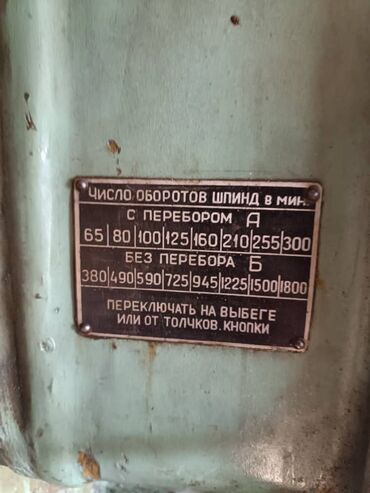 ЧИСЛО ОБОРОТОВ ШПИНД В МИН.
С ПЕРЕБОРОМ А
65|80|100|125|160|210|255|300
БЕЗ ПЕРЕБОРА Б
380|490|590|725|945|1225|1500|1800
ПЕРЕКЛЮЧАТЬ НА ВЫБЕГЕ
ИЛИ ОТ ТОЛЧКОВ. КНОПКИ